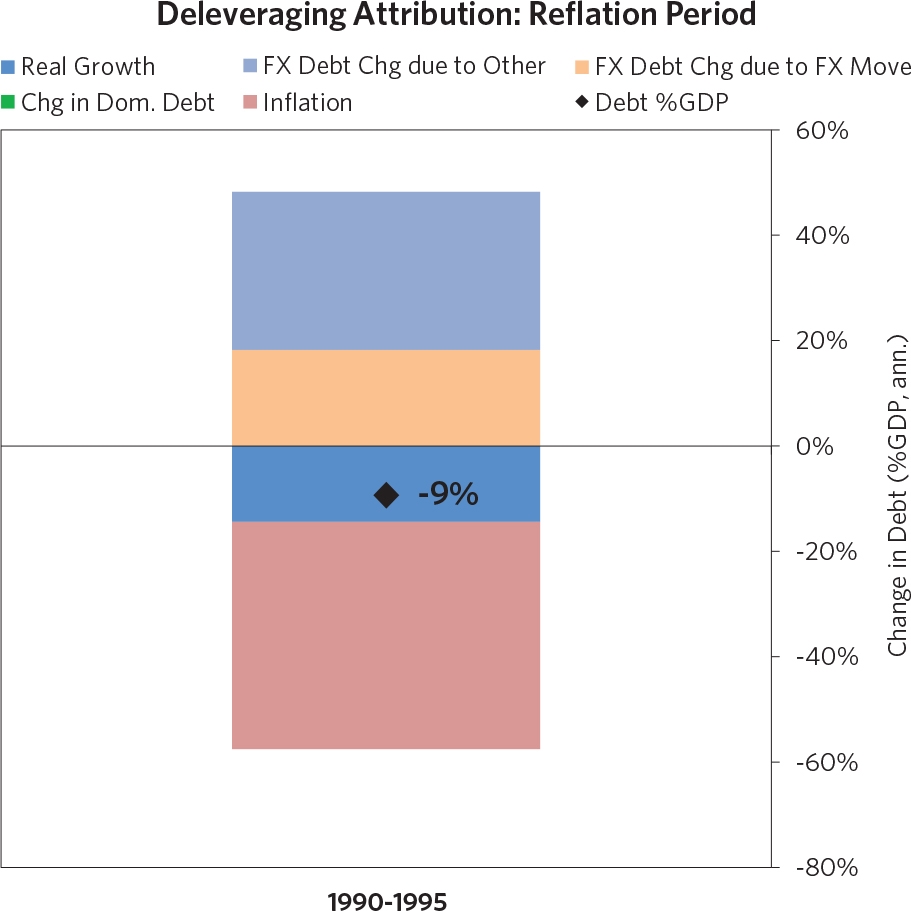 Deleveraging Attribution: Reflation Period
Real Growth
FX Debt Chg due to Other
FX Debt Chg due to FX Move
Chg in Dom. Debt
Inflation
Debt %GDP
60%
40%
20%
0%
-20%
-40%
-60%
-80%
Change in Debt (%GDP, ann.)
-9%
1990-1995